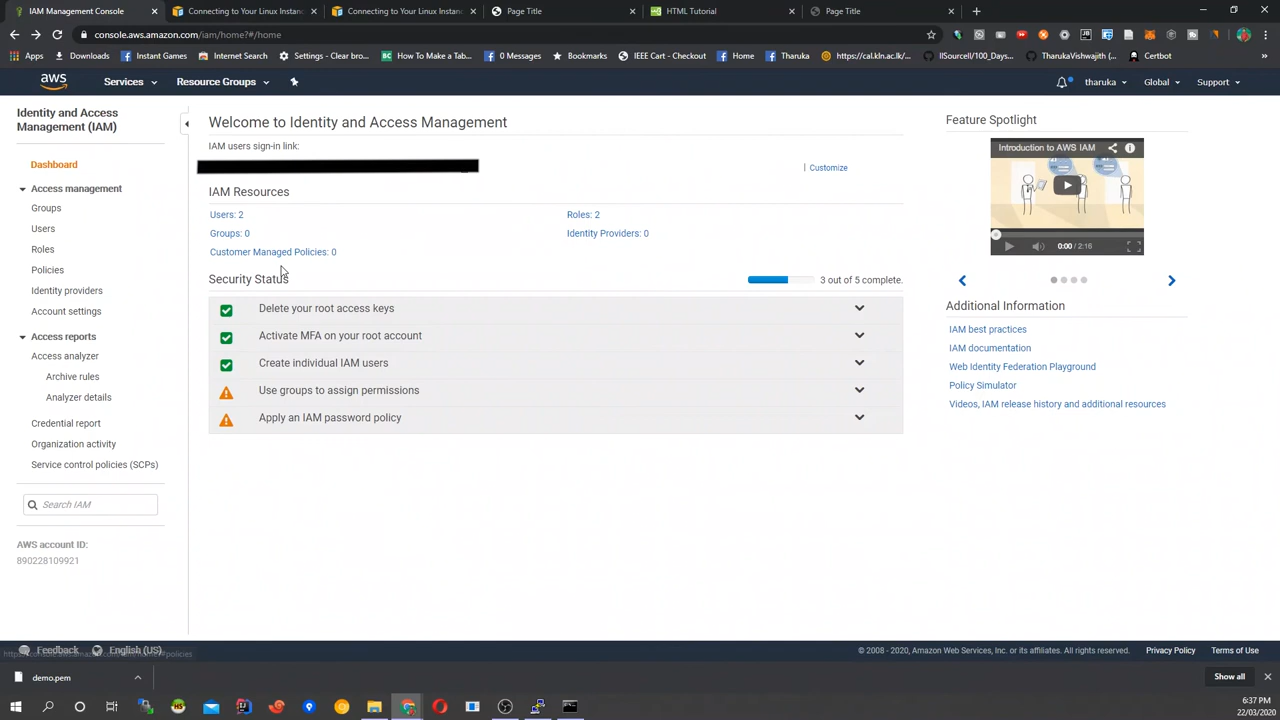 IAM Management Console
Connecting to Your Linux Instanc
Connecting to Your Linux Instanc
Page Title
HTML Tutorial
Page Title
console.aws.amazon.com/iam/home?#/home
Apps
Downloads
Instant Games
Instagram
Search History
Settings - Clear bro...
How To Make a Tab...
0 Messages
Bookmarks
IEEE Cart - Checkout
Home
Tharuka
https://cal.kln.ac.lk/...
IISourcell/100_Days...
TharukaVishwajith (...
Certbot
aws
Services
Resource Groups
tharuka
Global
Support
Identity and Access
Management (IAM)
Dashboard
Access management
Groups
Users
Roles
Policies
Identity providers
Account settings
Access reports
Access analyzer
Archive rules
Analyzer details
Credential report
Organization activity
Service control policies (SCPs)
Search IAM
AWS account ID:
890228109921
Welcome to Identity and Access Management
IAM users sign-in link:
| Customize
IAM Resources
Users: 2
Roles: 2
Groups: 0
Identity Providers: 0
Customer Managed Policies: 0
Security Status
3 out of 5 complete.
Delete your root access keys
Activate MFA on your root account
Create individual IAM users
Use groups to assign permissions
Apply an IAM password policy
Feature Spotlight
Introduction to AWS IAM
0:00 / 2:16
Additional Information
IAM best practices
IAM documentation
Web Identity Federation Playground
Policy Simulator
Videos, IAM release history and additional resources
Feedback
English (US)
© 2008 - 2020, Amazon Web Services, Inc. or its affiliates. All rights reserved.
Privacy Policy
Terms of Use
demo.pem
Show all
6:37 PM
22/03/2020